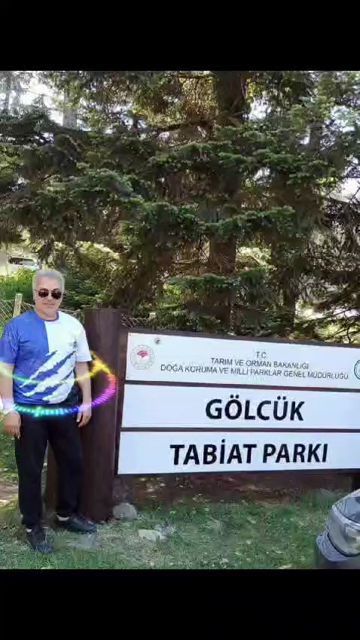 T.C.
TARIM VE ORMAN BAKANLIĞI
DOĞA KORUMA VE MİLLİ PARKLAR GENEL MÜDÜRLÜĞÜ
GÖLCÜK
TABİAT PARKI